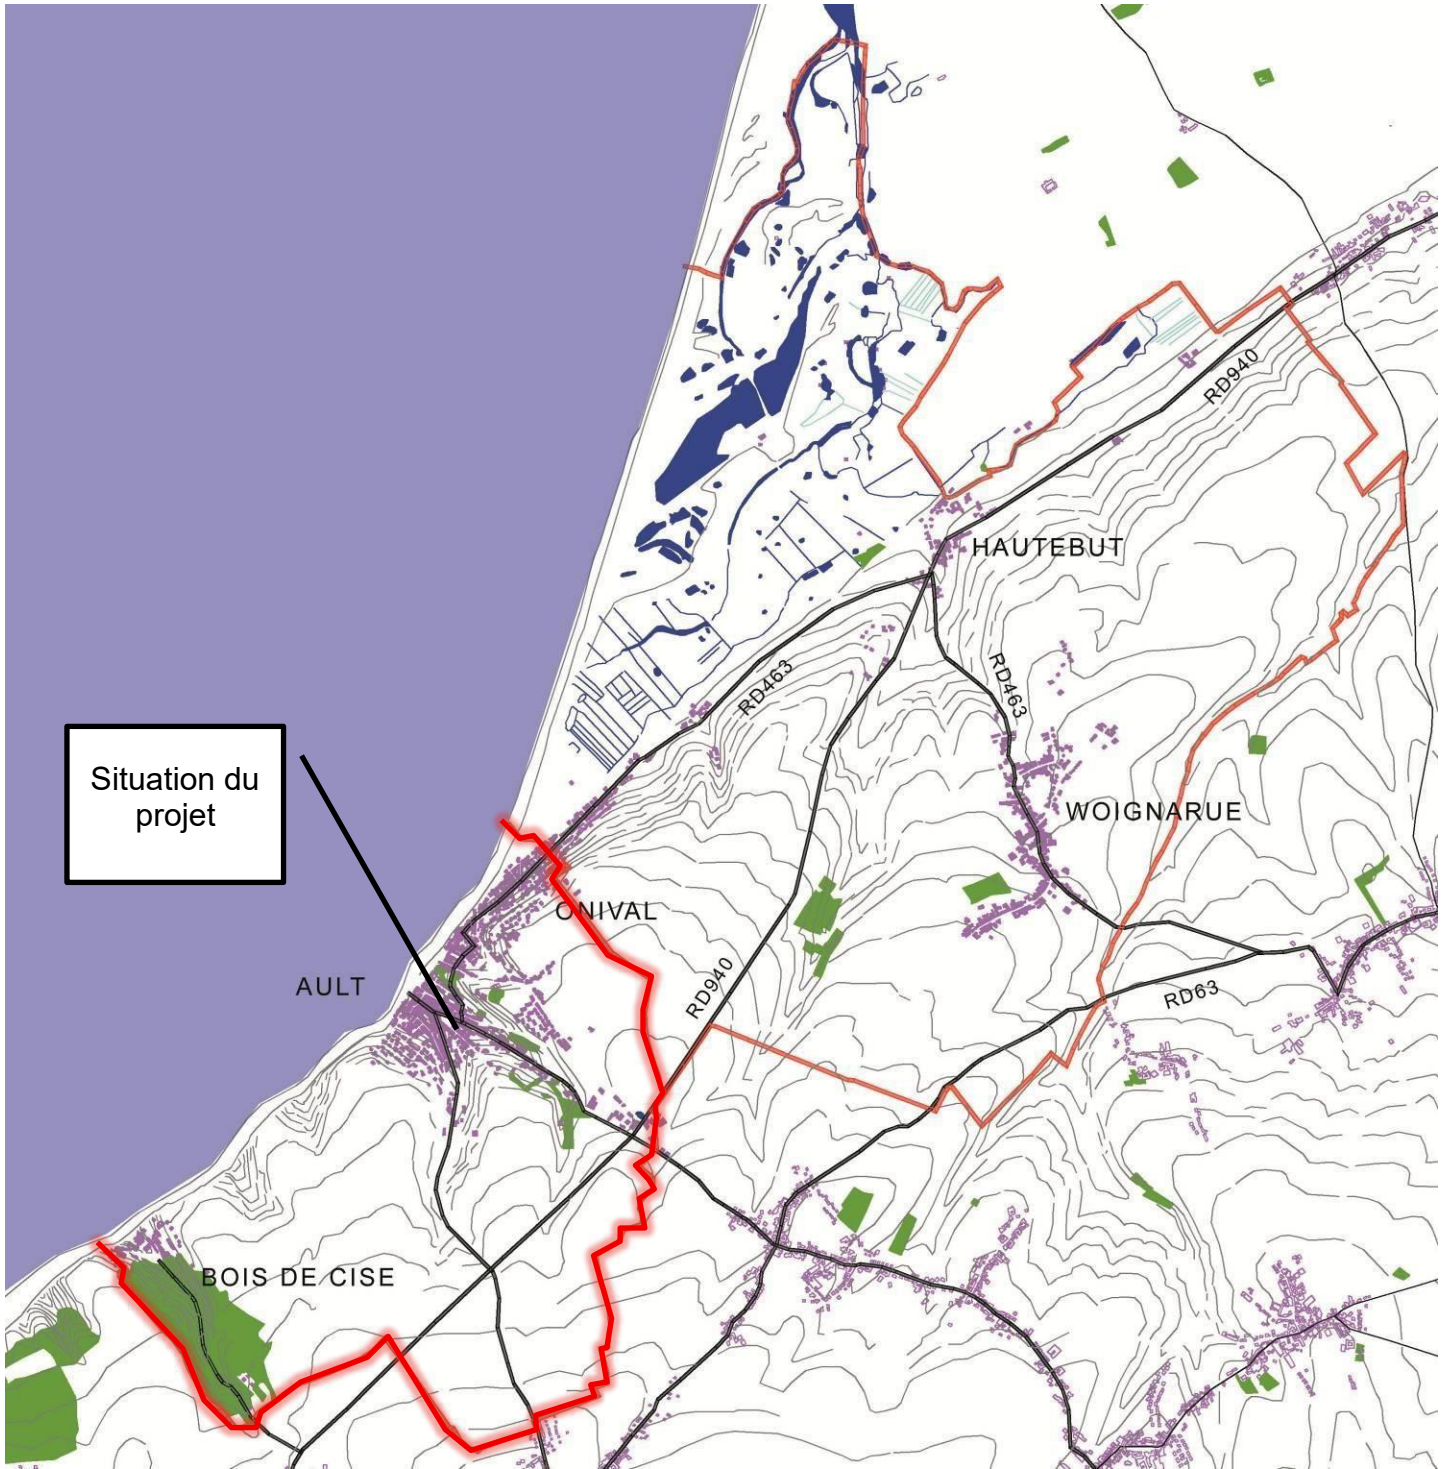 RD940
HAUTEBUT
RD463
RD463
Situation du
projet
WOIGNARUE
ONIVAL
AULT
RD940
RD63
BOIS DE CISE